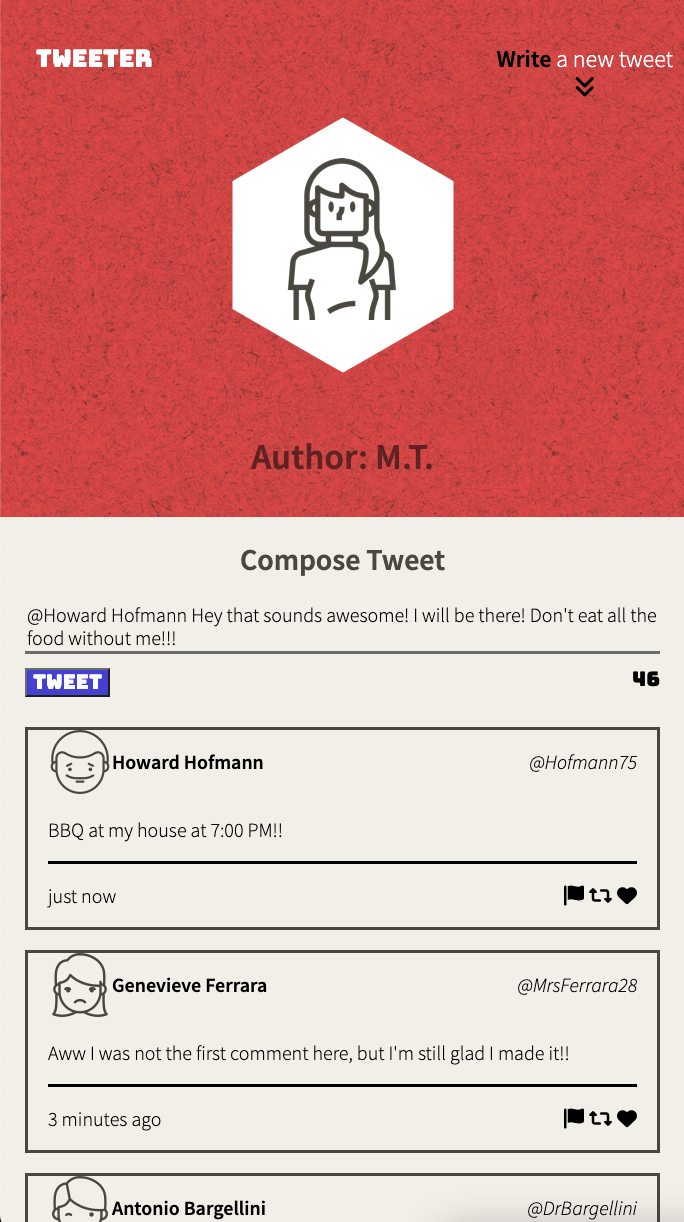 TWEETER
Write a new tweet
Author: M.T.
Compose Tweet
@Howard Hofmann Hey that sounds awesome! I will be there! Don't eat all the
food without me!!!
TWEET
46
Howard Hofmann
@Hofmann75
BBQ at my house at 7:00 PM!!
just now
Genevieve Ferrara
@MrsFerrara28
Aww I was not the first comment here, but I'm still glad I made it!!
3 minutes ago
Antonio Bargellini
@DrBargellini